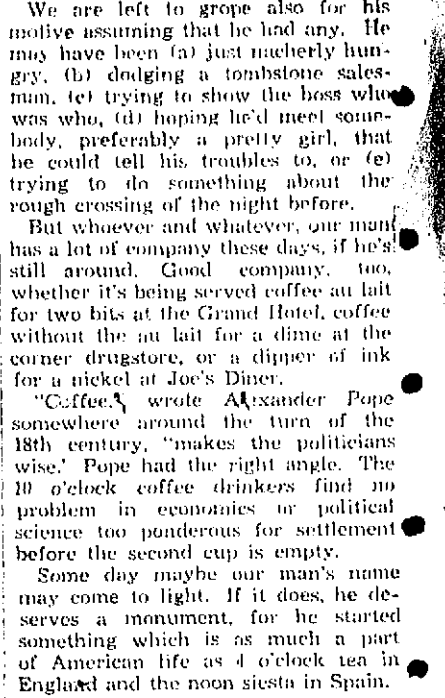 We are left to grope also for his
motive assuming that he had any. He
may have been (a) just nacherly hun-
gry, (b) dodging a tombstone sales-
man, (c) trying to show the boss who
was who, (d) hoping he'd meet some-
body, preferably a pretty girl, that
he could tell his troubles to, or (e)
trying to do something about the
rough crossing of the night before.
But whoever and whatever, our man
has a lot of company these days, if he's
still around. Good company, too,
whether it's being served coffee au lait
for two bits at the Grand Hotel, coffee
without the au lait for a dime at the
corner drugstore, or a dipper of ink
for a nickel at Joe's Diner.
"Coffee," wrote Alexander Pope
somewhere around the turn of the
18th century, "makes the politicians
wise.' Pope had the right angle. The
10 o'clock coffee drinkers find no
problem in economics or political
science too ponderous for settlement
before the second cup is empty.
Some day maybe our man's name
may come to light. If it does, he de-
serves a monument, for he started
something which is as much a part
of American life as 4 o'clock tea in
England and the noon siesta in Spain.